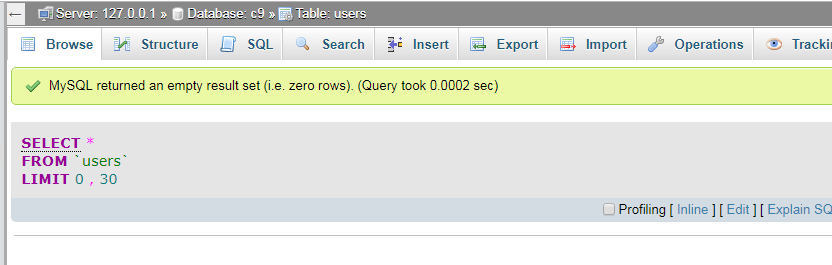 ← Server: 127.0.0.1 » Database: c9 » Table: users
Browse Structure SQL Search Insert Export Import Operations Tracki
MySQL returned an empty result set (i.e. zero rows). (Query took 0.0002 sec)
SELECT *
FROM `users`
LIMIT 0 , 30
Profiling [ Inline ] [ Edit ] [ Explain SQ